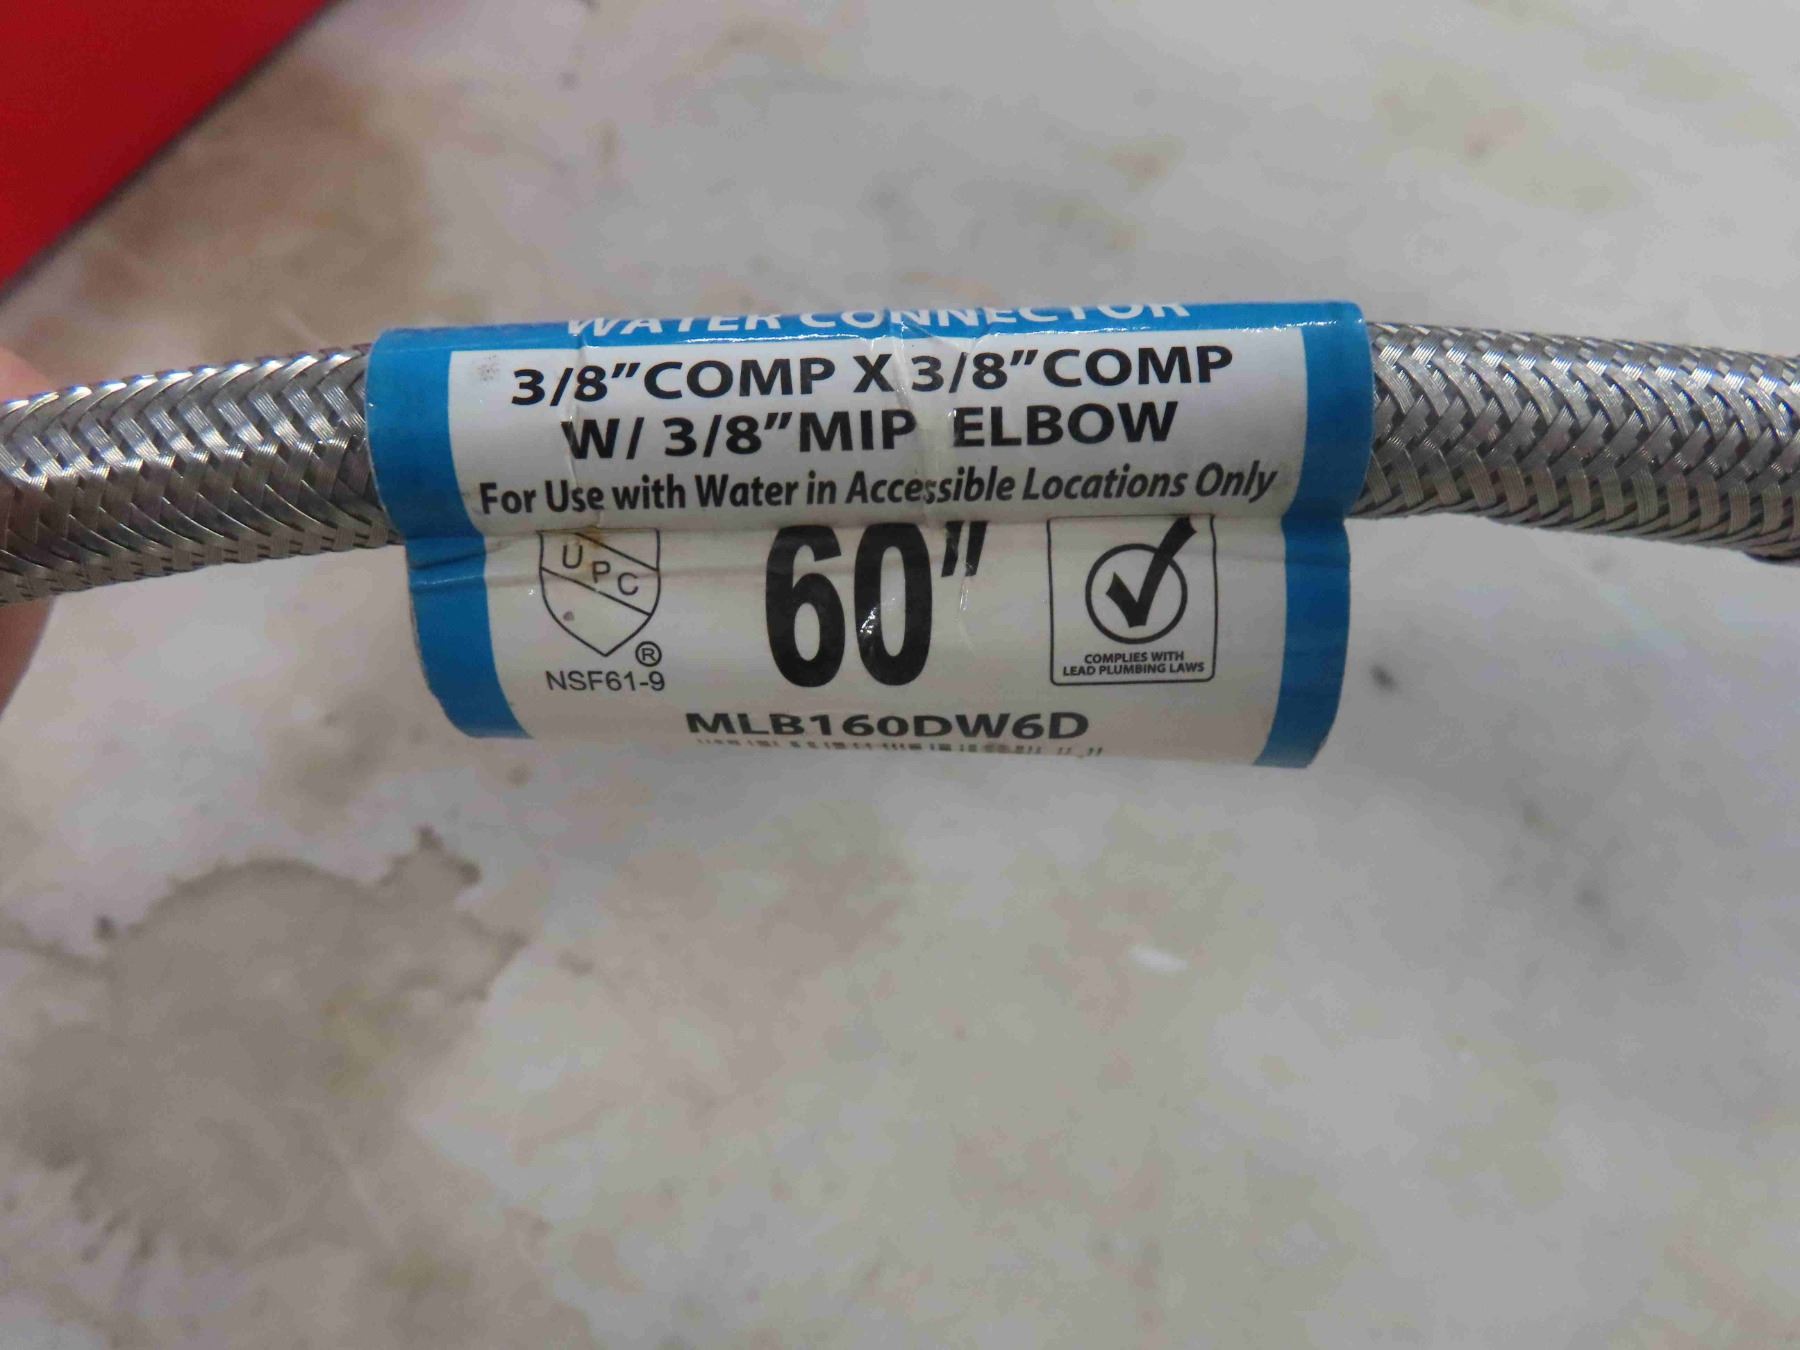 WATER CONNECTOR
3/8"COMP X 3/8"COMP
W/ 3/8"MIP ELBOW
For Use with Water in Accessible Locations Only
UPC
®
NSF61-9
60"
COMPLIES WITH
LEAD PLUMBING LAWS
MLB160DW6D